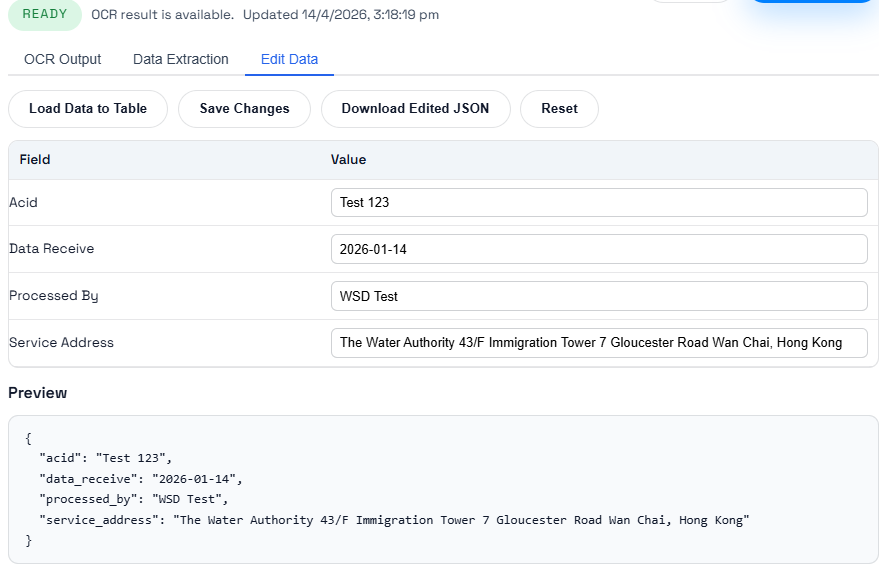 READY OCR result is available. Updated 14/4/2026, 3:18:19 pm
OCR Output Data Extraction Edit Data
Load Data to Table Save Changes Download Edited JSON Reset
Field Value
Acid Test 123
Data Receive 2026-01-14
Processed By WSD Test
Service Address The Water Authority 43/F Immigration Tower 7 Gloucester Road Wan Chai, Hong Kong
Preview
{
  "acid": "Test 123",
  "data_receive": "2026-01-14",
  "processed_by": "WSD Test",
  "service_address": "The Water Authority 43/F Immigration Tower 7 Gloucester Road Wan Chai, Hong Kong"
}